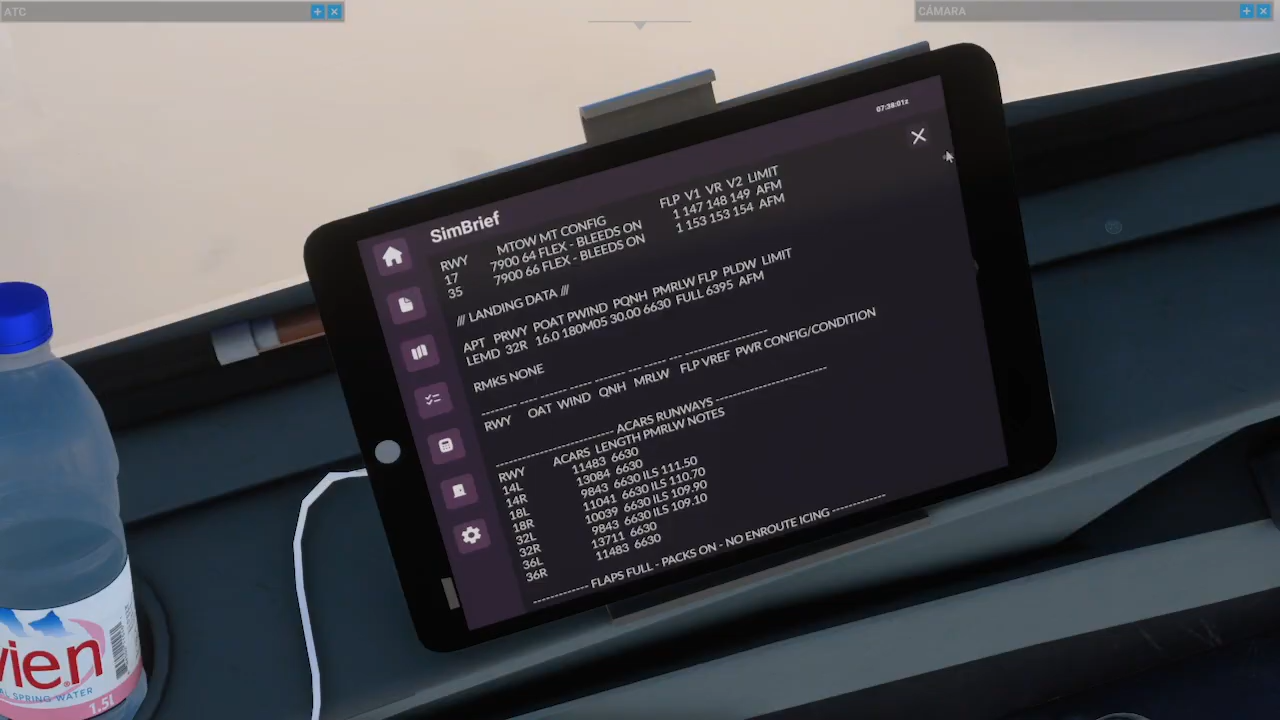 ATC
CÁMARA
07:38:01z
SimBrief
RWY MTOW MT CONFIG FLP V1 VR V2 LIMIT
17 7900 64 FLEX - BLEEDS ON 1 147 148 149 AFM
35 7900 66 FLEX - BLEEDS ON 1 153 153 154 AFM
/// LANDING DATA ///
APT PRWY POAT PWIND PQNH PMRLW FLP PLDW LIMIT
LEMD 32R 16.0 180M05 30.00 6630 FULL 6395 AFM
RMKS NONE
RWY OAT WIND QNH MRLW FLP VREF PWR CONFIG/CONDITION
-------------------------- ACARS RUNWAYS --------------------------
RWY ACARS LENGTH PMRLW NOTES
14L 11483 6630
14R 13084 6630
18L 9843 6630 ILS 111.50
18R 11041 6630 ILS 110.70
32L 10039 6630 ILS 109.90
32R 9843 6630 ILS 109.10
36L 13711 6630
36R 11483 6630
------------- FLAPS FULL - PACKS ON - NO ENROUTE ICING ------------
vien
AL SPRING WATER
1.5l